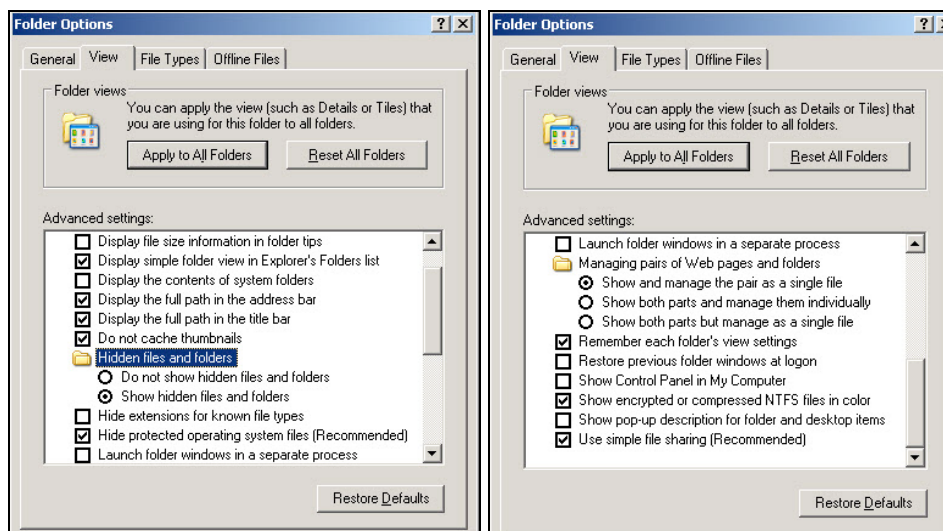 Folder Options
General View File Types Offline Files
Folder views
You can apply the view (such as Details or Tiles) that
you are using for this folder to all folders.
Apply to All Folders Reset All Folders
Advanced settings:
Display file size information in folder tips
Display simple folder view in Explorer's Folders list
Display the contents of system folders
Display the full path in the address bar
Display the full path in the title bar
Do not cache thumbnails
Hidden files and folders
Do not show hidden files and folders
Show hidden files and folders
Hide extensions for known file types
Hide protected operating system files (Recommended)
Launch folder windows in a separate process
Restore Defaults
Folder Options
General View File Types Offline Files
Folder views
You can apply the view (such as Details or Tiles) that
you are using for this folder to all folders.
Apply to All Folders Reset All Folders
Advanced settings:
Launch folder windows in a separate process
Managing pairs of Web pages and folders
Show and manage the pair as a single file
Show both parts and manage them individually
Show both parts but manage as a single file
Remember each folder's view settings
Restore previous folder windows at logon
Show Control Panel in My Computer
Show encrypted or compressed NTFS files in color
Show pop-up description for folder and desktop items
Use simple file sharing (Recommended)
Restore Defaults